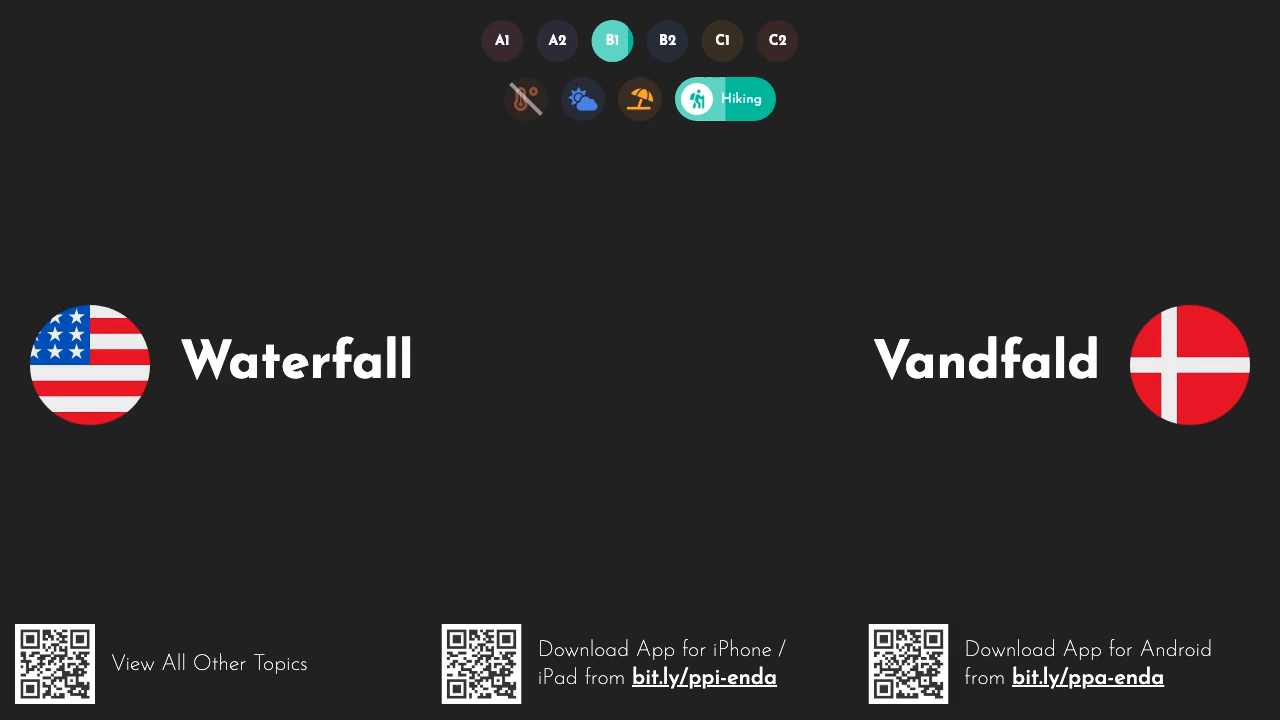 A1 A2 B1 B2 C1 C2
Hiking
Waterfall
Vandfald
View All Other Topics
Download App for iPhone /
iPad from bit.ly/ppi-enda
Download App for Android
from bit.ly/ppa-enda